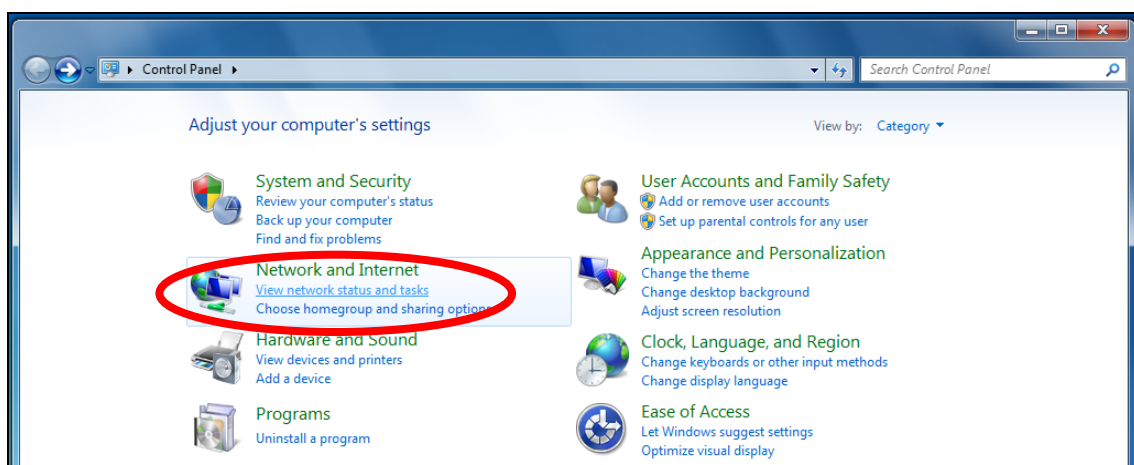 Control Panel
Search Control Panel
Adjust your computer's settings
View by: Category
System and Security
Review your computer's status
Back up your computer
Find and fix problems
Network and Internet
View network status and tasks
Choose homegroup and sharing options
Hardware and Sound
View devices and printers
Add a device
Programs
Uninstall a program
User Accounts and Family Safety
Add or remove user accounts
Set up parental controls for any user
Appearance and Personalization
Change the theme
Change desktop background
Adjust screen resolution
Clock, Language, and Region
Change keyboards or other input methods
Change display language
Ease of Access
Let Windows suggest settings
Optimize visual display